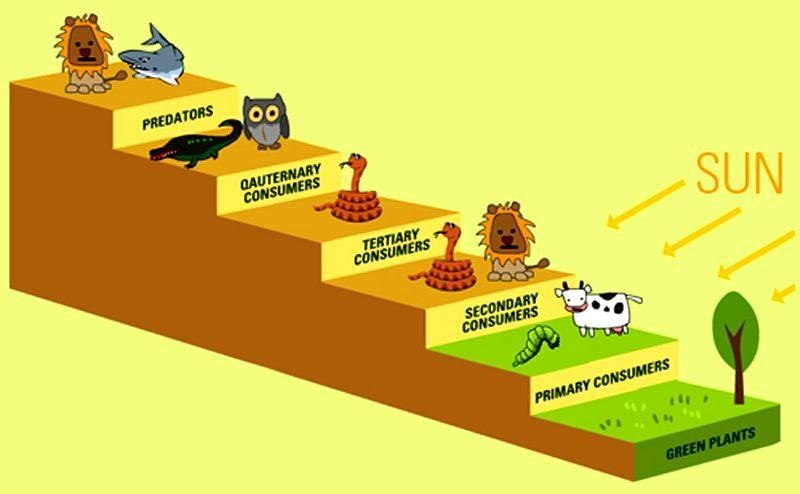 SUN
PREDATORS
QAUTERNARY
CONSUMERS
TERTIARY
CONSUMERS
SECONDARY
CONSUMERS
PRIMARY CONSUMERS
GREEN PLANTS